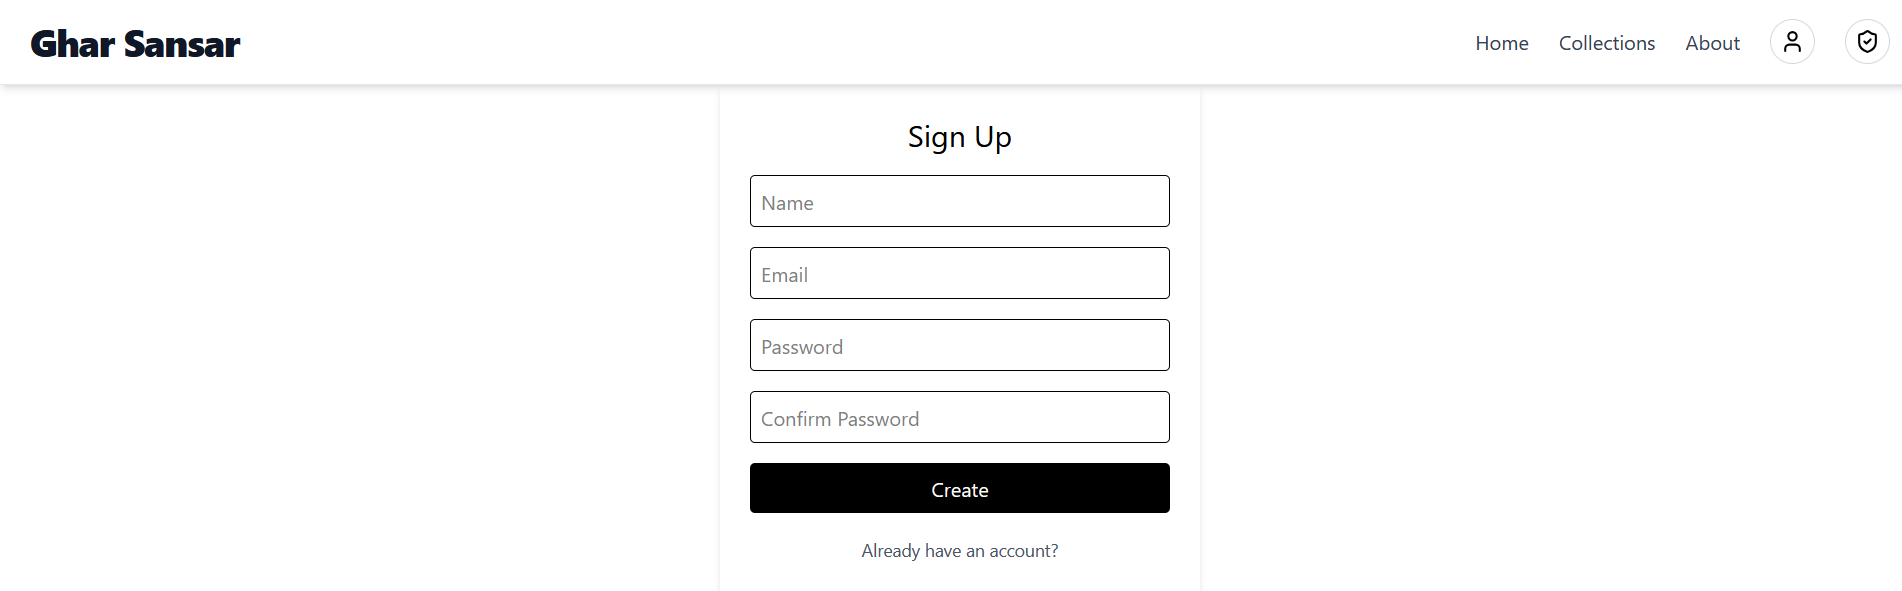 Ghar Sansar
Home Collections About
Sign Up
Name
Email
Password
Confirm Password
Create
Already have an account?